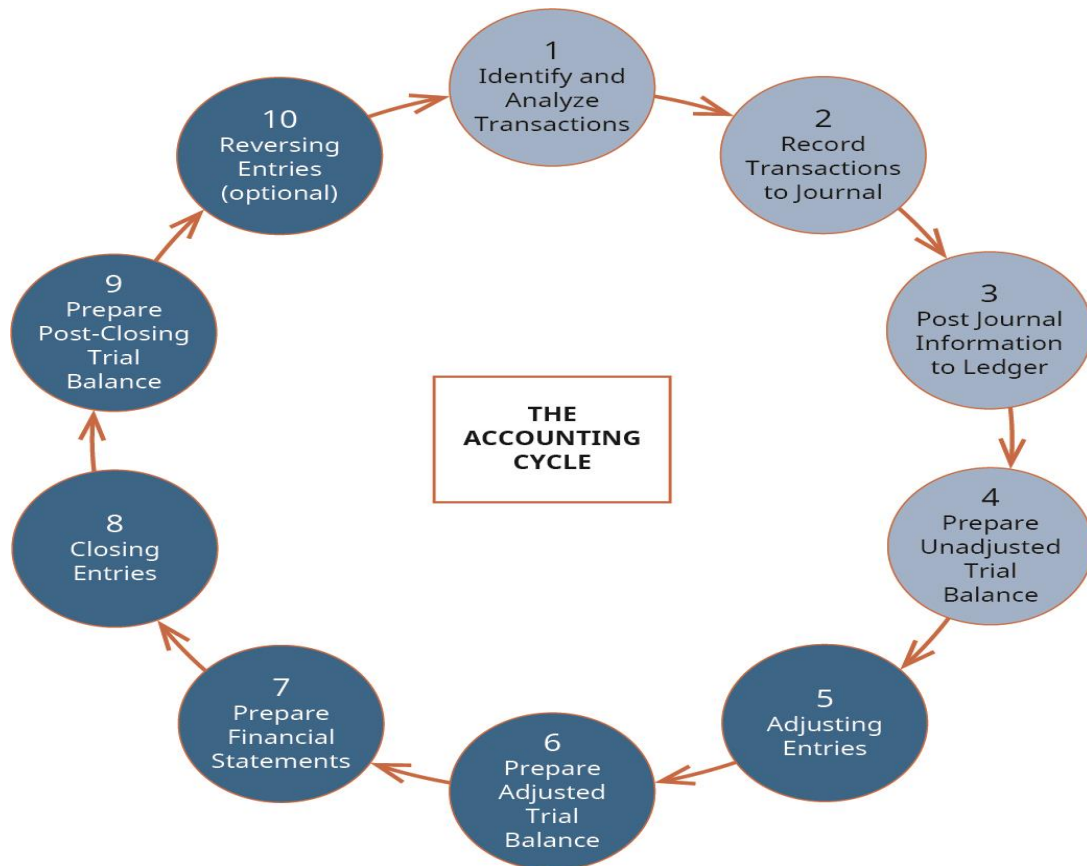 1
Identify and
Analyze
Transactions
2
Record
Transactions
to Journal
3
Post Journal
Information
to Ledger
4
Prepare
Unadjusted
Trial
Balance
5
Adjusting
Entries
6
Prepare
Adjusted
Trial
Balance
7
Prepare
Financial
Statements
8
Closing
Entries
9
Prepare
Post-Closing
Trial
Balance
10
Reversing
Entries
(optional)
THE
ACCOUNTING
CYCLE